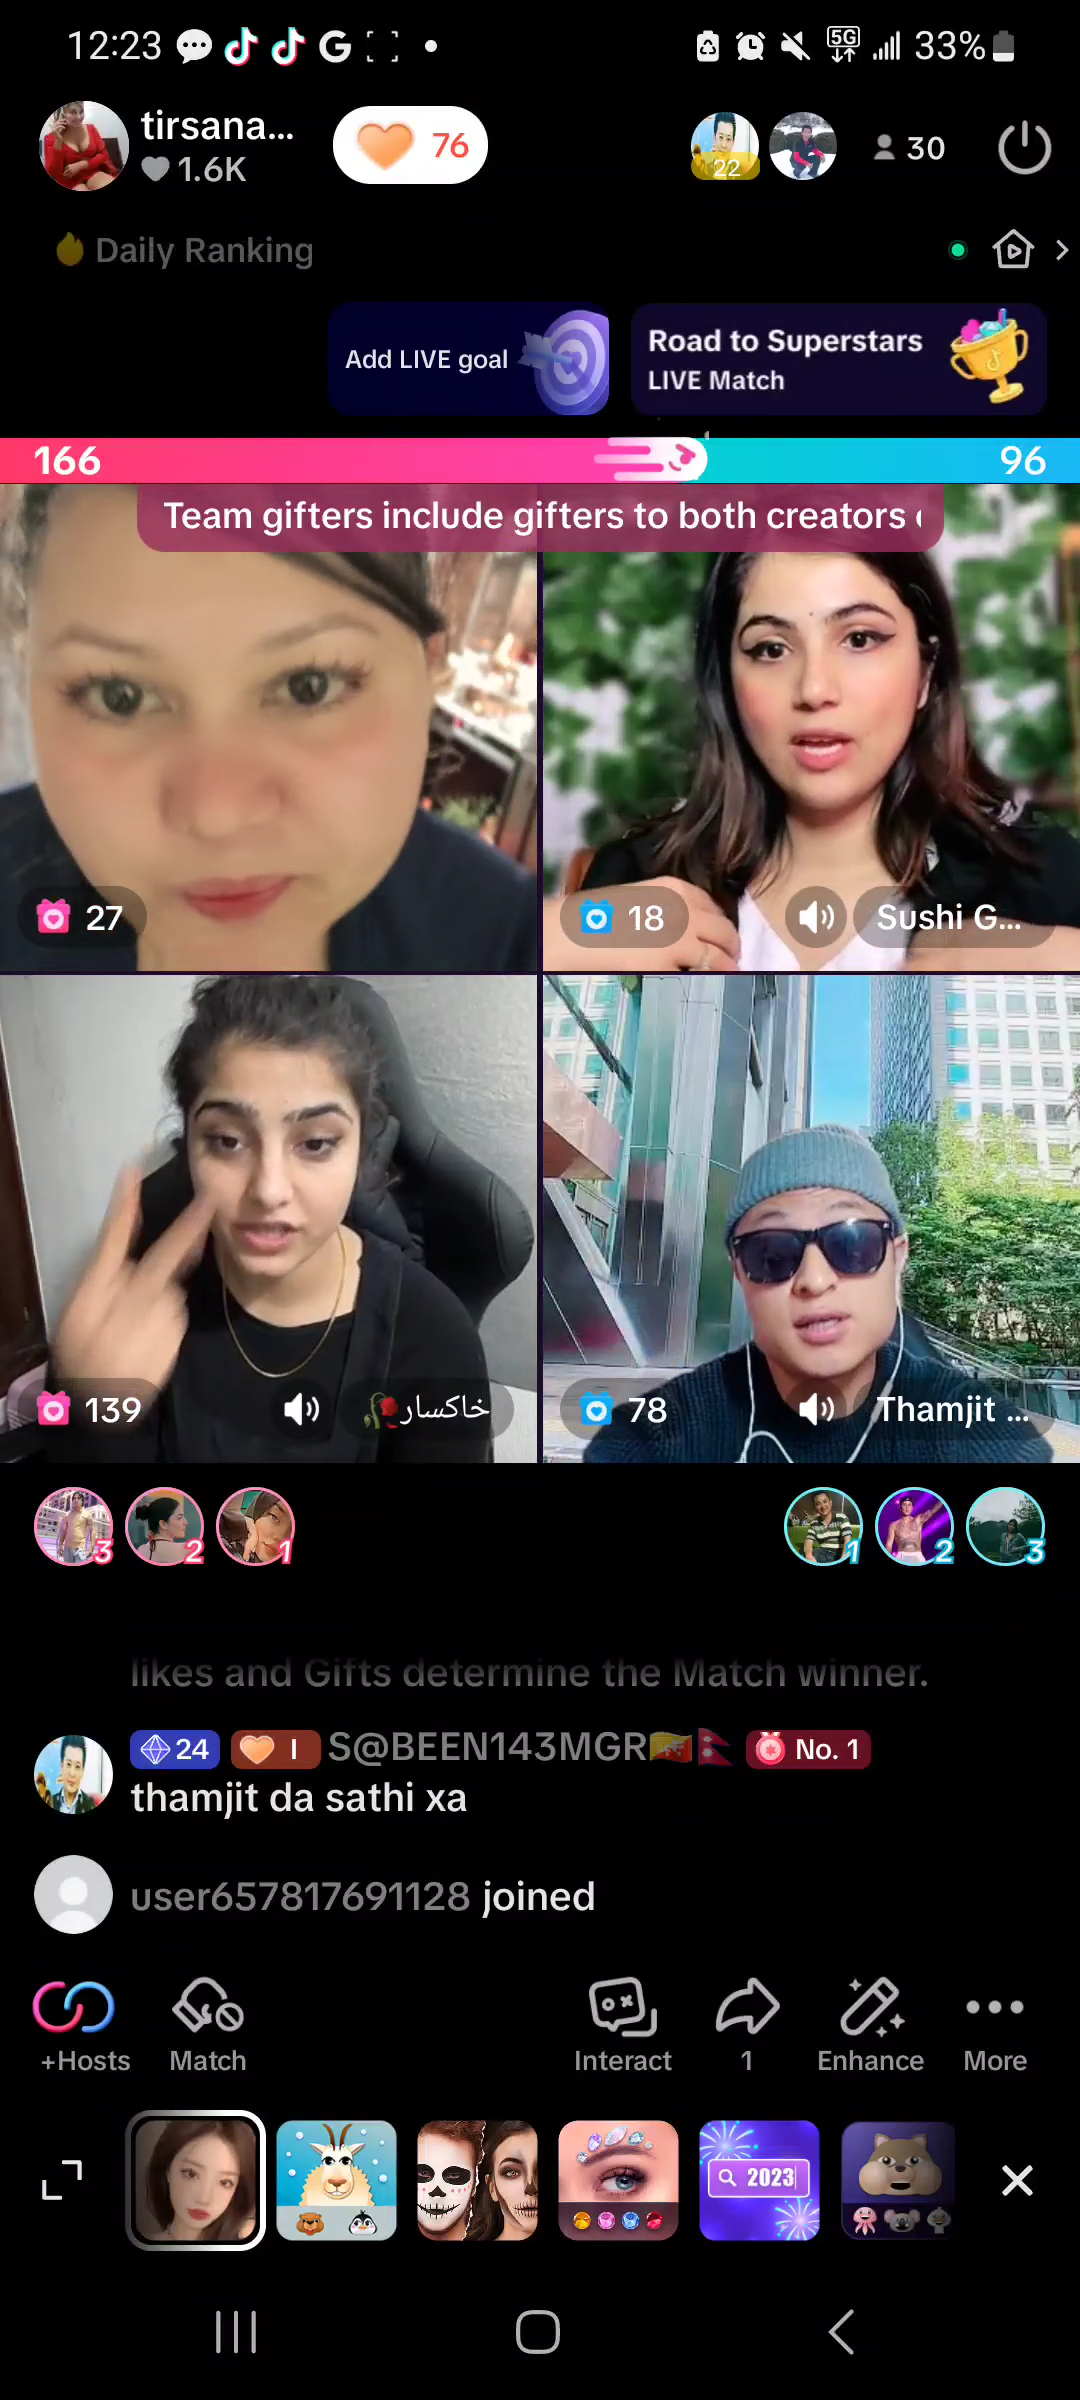 12:23
5G
33%
tirsana...
1.6K
76
22
30
Daily Ranking
Add LIVE goal
Road to Superstars
LIVE Match
166
96
Team gifters include gifters to both creators
27
18
Sushi G...
139
خاکسار🥀
78
Thamjit ...
3
2
1
1
2
3
likes and Gifts determine the Match winner.
24
I
S@BEEN143MGR🇧🇹🇳🇵
No. 1
thamjit da sathi xa
user657817691128 joined
+Hosts
Match
Interact
1
Enhance
More
2023